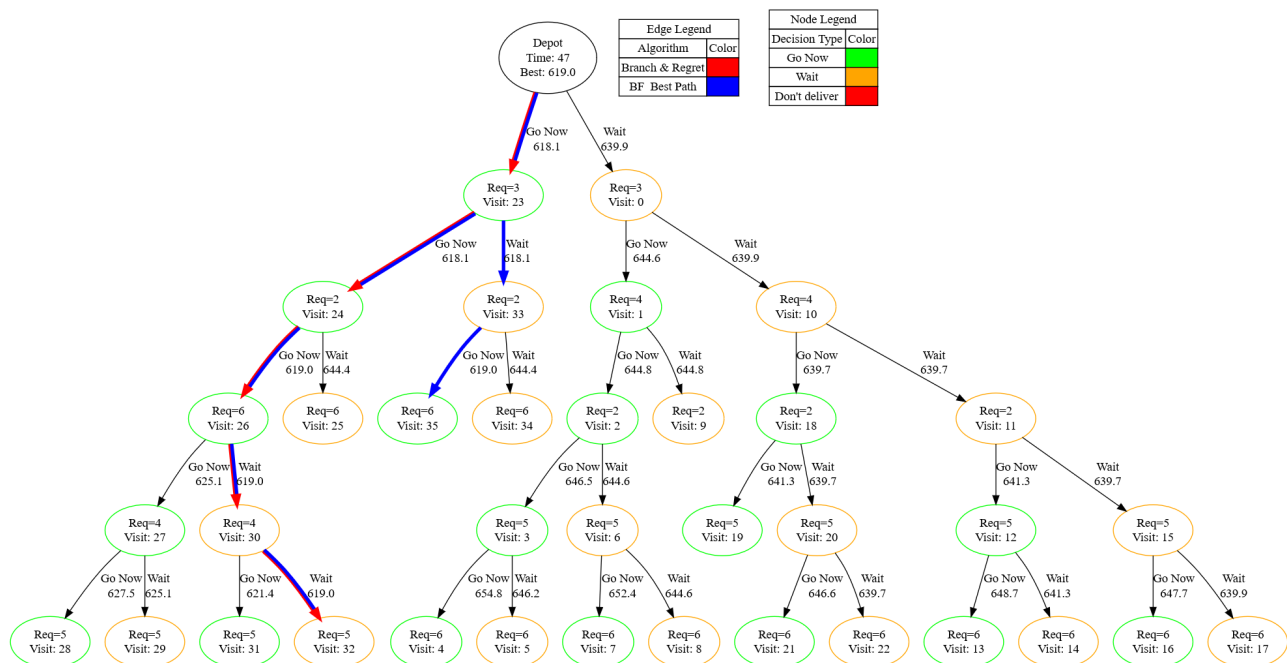 Depot
Time: 47
Best: 619.0
Edge Legend
Algorithm Color
Branch & Regret
BF Best Path
Node Legend
Decision Type Color
Go Now
Wait
Don't deliver
Go Now
618.1
Wait
639.9
Req=3
Visit: 23
Req=3
Visit: 0
Go Now
618.1
Wait
618.1
Go Now
644.6
Wait
639.9
Req=2
Visit: 24
Req=2
Visit: 33
Req=4
Visit: 1
Req=4
Visit: 10
Go Now
619.0
Wait
644.4
Go Now
619.0
Wait
644.4
Go Now
644.8
Wait
644.8
Go Now
639.7
Wait
639.7
Req=6
Visit: 26
Req=6
Visit: 25
Req=6
Visit: 35
Req=6
Visit: 34
Req=2
Visit: 2
Req=2
Visit: 9
Req=2
Visit: 18
Req=2
Visit: 11
Go Now
625.1
Wait
619.0
Go Now
646.5
Wait
644.6
Go Now
641.3
Wait
639.7
Go Now
641.3
Wait
639.7
Req=4
Visit: 27
Req=4
Visit: 30
Req=5
Visit: 3
Req=5
Visit: 6
Req=5
Visit: 19
Req=5
Visit: 20
Req=5
Visit: 12
Req=5
Visit: 15
Go Now
627.5
Wait
625.1
Go Now
621.4
Wait
619.0
Go Now
654.8
Wait
646.2
Go Now
652.4
Wait
644.6
Go Now
646.6
Wait
639.7
Go Now
648.7
Wait
641.3
Go Now
647.7
Wait
639.9
Req=5
Visit: 28
Req=5
Visit: 29
Req=5
Visit: 31
Req=5
Visit: 32
Req=6
Visit: 4
Req=6
Visit: 5
Req=6
Visit: 7
Req=6
Visit: 8
Req=6
Visit: 21
Req=6
Visit: 22
Req=6
Visit: 13
Req=6
Visit: 14
Req=6
Visit: 16
Req=6
Visit: 17